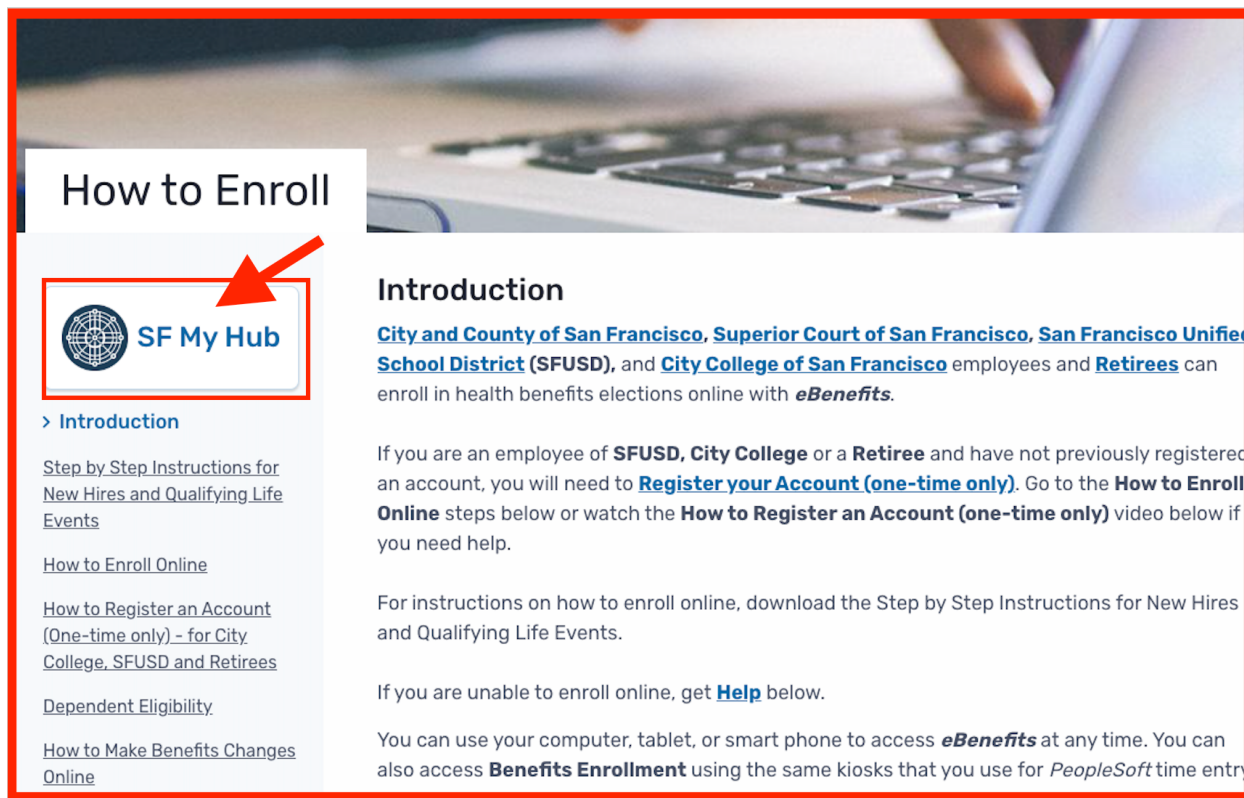 How to Enroll
SF My Hub
Introduction
Step by Step Instructions for
New Hires and Qualifying Life
Events
How to Enroll Online
How to Register an Account
(One-time only) - for City
College, SFUSD and Retirees
Dependent Eligibility
How to Make Benefits Changes
Online
Introduction
City and County of San Francisco, Superior Court of San Francisco, San Francisco Unified
School District (SFUSD), and City College of San Francisco employees and Retirees can
enroll in health benefits elections online with eBenefits.
If you are an employee of SFUSD, City College or a Retiree and have not previously registered
an account, you will need to Register your Account (one-time only). Go to the How to Enroll
Online steps below or watch the How to Register an Account (one-time only) video below if
you need help.
For instructions on how to enroll online, download the Step by Step Instructions for New Hires
and Qualifying Life Events.
If you are unable to enroll online, get Help below.
You can use your computer, tablet, or smart phone to access eBenefits at any time. You can
also access Benefits Enrollment using the same kiosks that you use for PeopleSoft time entry